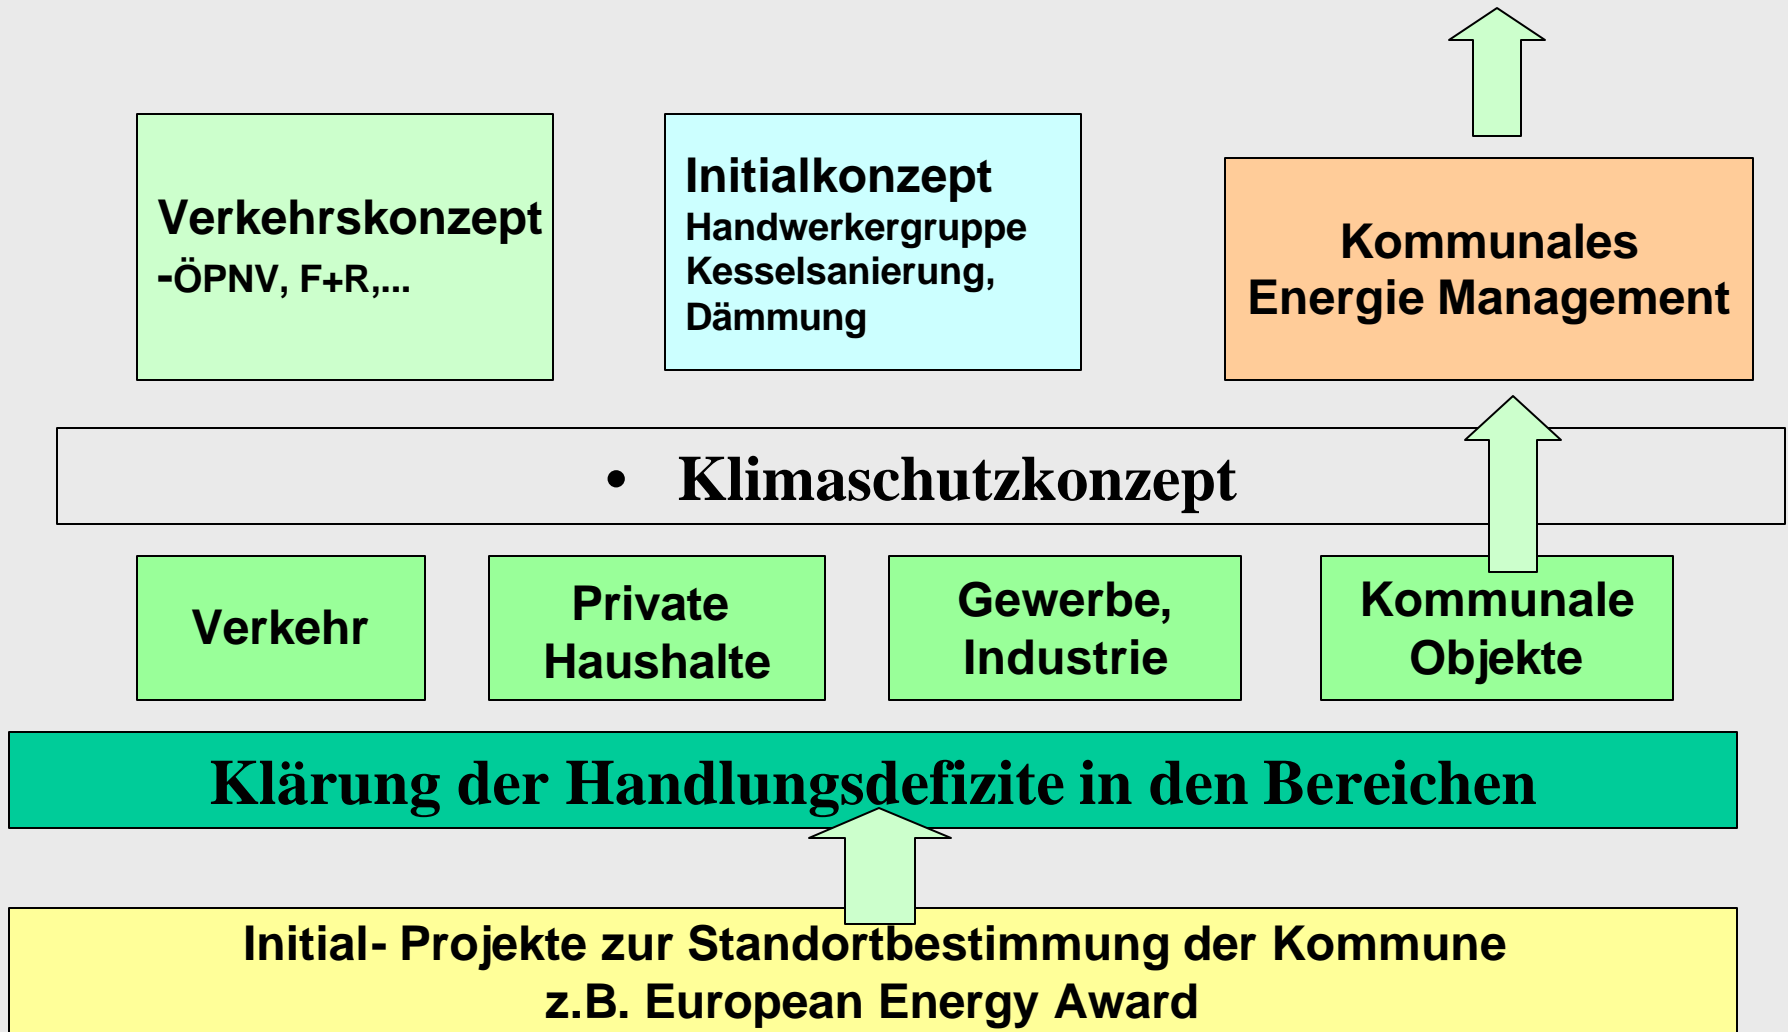 Verkehrskonzept
-ÖPNV, F+R,...
Initialkonzept
Handwerkergruppe
Kesselsanierung,
Dämmung
Kommunales
Energie Management
• Klimaschutzkonzept
Verkehr
Private
Haushalte
Gewerbe,
Industrie
Kommunale
Objekte
Klärung der Handlungsdefizite in den Bereichen
Initial- Projekte zur Standortbestimmung der Kommune
z.B. European Energy Award